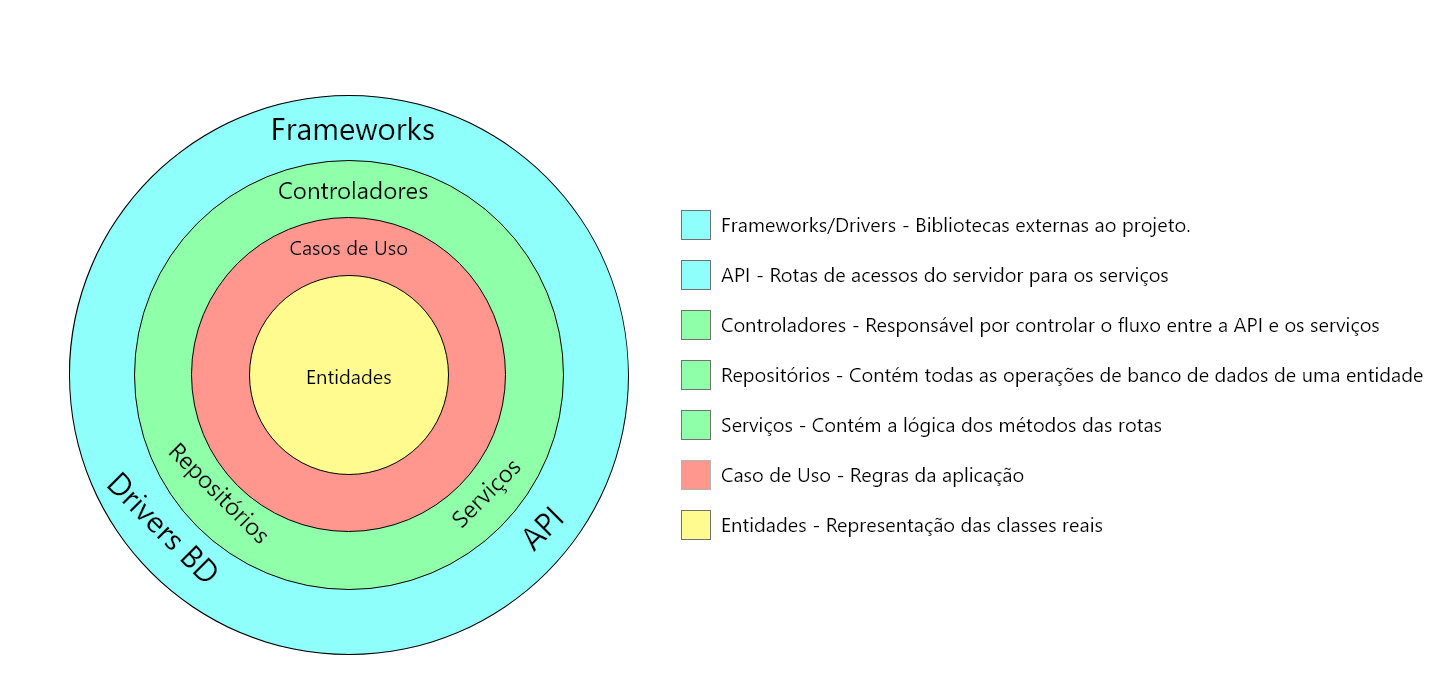 Frameworks
Controladores
Casos de Uso
Entidades
Repositórios
Serviços
Drivers BD
API
Frameworks/Drivers - Bibliotecas externas ao projeto.
API - Rotas de acessos do servidor para os serviços
Controladores - Responsável por controlar o fluxo entre a API e os serviços
Repositórios - Contém todas as operações de banco de dados de uma entidade
Serviços - Contém a lógica dos métodos das rotas
Caso de Uso - Regras da aplicação
Entidades - Representação das classes reais